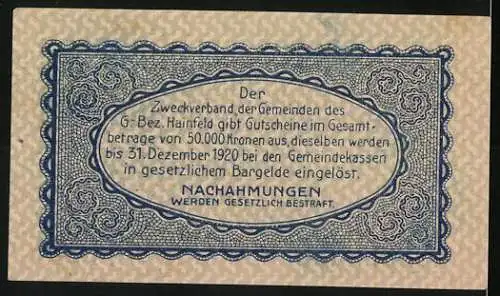 Der
Zweckverband, der Gemeinden des
G.-Bez. Hainfeld gibt Gutscheine im Gesamt-
betrage von 50.000 Kronen aus, dieselben werden
bis 31. Dezember 1920 bei den Gemeindekassen
in gesetzlichem Bargelde eingelöst.
NACHAHMUNGEN
WERDEN GESETZLICH BESTRAFT.